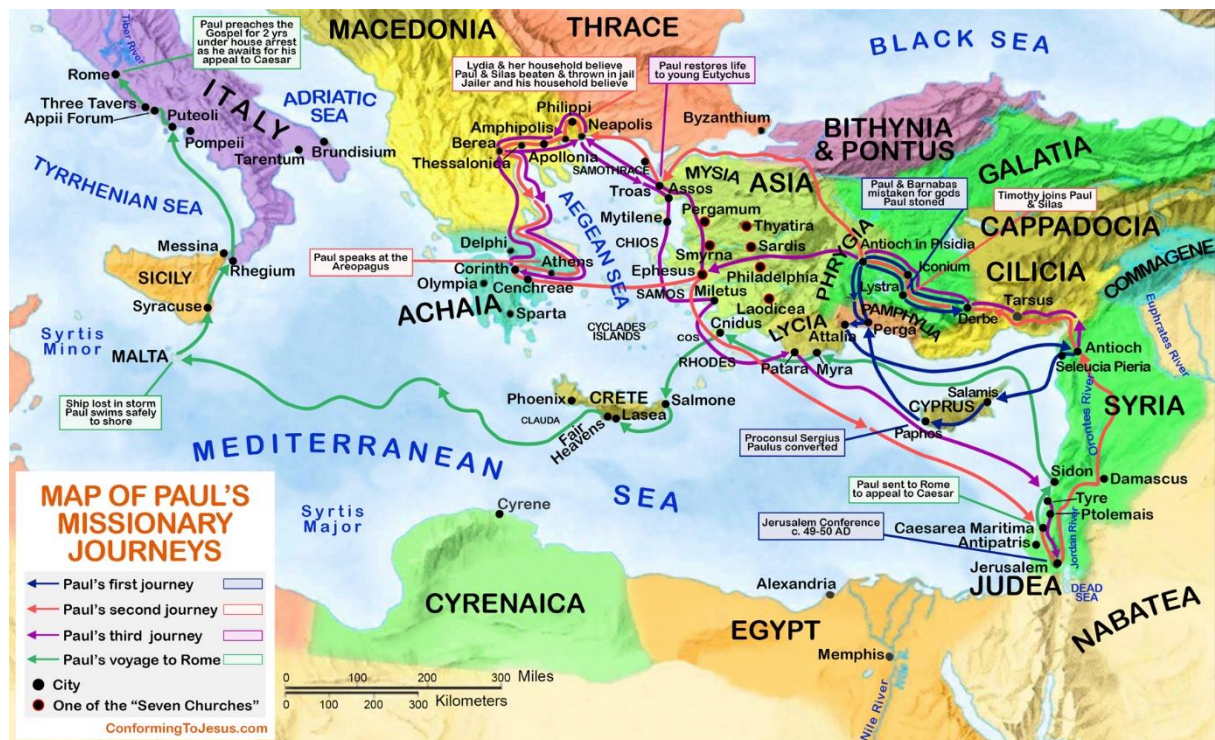 MACEDONIA
THRACE
BLACK SEA
Paul preaches the
Gospel for 2 yrs
under house arrest
as he awaits for his
appeal to Caesar
Tiber River
Rome
Three Tavers
Appii Forum
Puteoli
Pompeii
ITALY
ADRIATIC
SEA
Tarentum
Brundisium
TYRRHENIAN SEA
Messina
Rhegium
SICILY
Syracuse
Syrtis
Minor
MALTA
Ship lost in storm
Paul swims safely
to shore
Lydia & her household believe
Paul & Silas beaten & thrown in jail
Jailer and his household believe
Paul restores life
to young Eutychus
Philippi
Neapolis
Amphipolis
Berea
Apollonia
Thessalonica
SAMOTHRACE
Byzanthium
BITHYNIA
& PONTUS
GALATIA
MYSIA
ASIA
Troas
Assos
AEGEAN SEA
Mytilene
Pergamum
Thyatira
CHIOS
Smyrna
Sardis
Ephesus
Philadelphia
SAMOS
Miletus
Laodicea
Paul & Barnabas
mistaken for gods
Paul stoned
Timothy joins Paul
& Silas
CAPPADOCIA
PHRYGIA
Antioch in Pisidia
Iconium
Lystra
CILICIA
COMMAGENE
Derbe
Tarsus
PAMPHYLIA
Perga
Attalia
LYCIA
Patara
Myra
Cnidus
COS
RHODES
Antioch
Seleucia Pieria
Euphrates River
Paul speaks at the
Areopagus
Delphi
Athens
Corinth
Cenchreae
Olympia
ACHAIA
Sparta
CYCLADES
ISLANDS
Phoenix
CRETE
Salmone
CLAUDA
Lasea
Fair
Heavens
Salamis
CYPRUS
Paphos
Proconsul Sergius
Paulus converted
SYRIA
Orontes River
Sidon
Damascus
Tyre
Ptolemais
Paul sent to Rome
to appeal to Caesar
Caesarea Maritima
Antipatris
Jordan River
Jerusalem Conference
c. 49-50 AD
Jerusalem
JUDEA
DEAD
SEA
NABATEA
MEDITERRANEAN
SEA
Syrtis
Major
Cyrene
CYRENAICA
Alexandria
EGYPT
Memphis
Nile R.
Nile River
MAP OF PAUL'S
MISSIONARY
JOURNEYS
Paul's first journey
Paul's second journey
Paul's third journey
Paul's voyage to Rome
City
One of the "Seven Churches"
ConformingToJesus.com
0 100 200 300 Miles
Kilometers
0 100 200 300